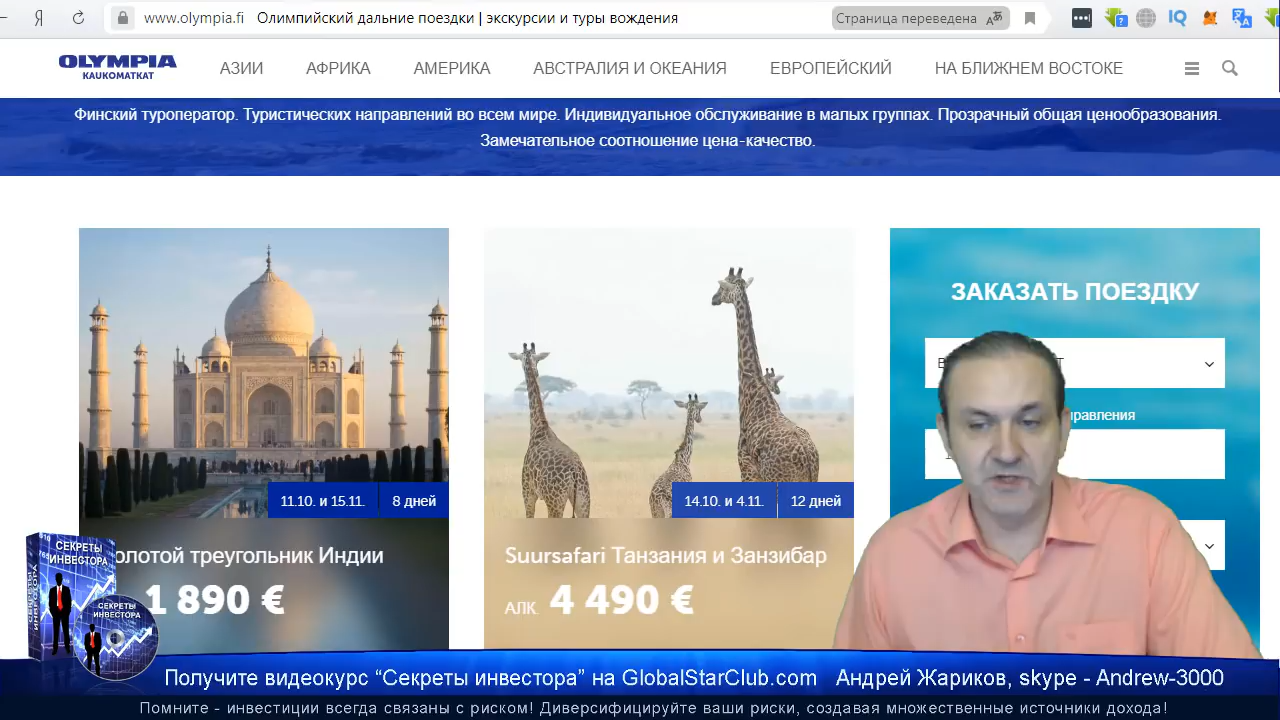 www.olympia.fi Олимпийский дальние поездки | экскурсии и туры вождения
Страница переведена
OLYMPIA
KAUKOMATKAT
АЗИИ АФРИКА АМЕРИКА АВСТРАЛИЯ И ОКЕАНИЯ ЕВРОПЕЙСКИЙ НА БЛИЖНЕМ ВОСТОКЕ
Финский туроператор. Туристических направлений во всем мире. Индивидуальное обслуживание в малых группах. Прозрачный общая ценообразования.
Замечательное соотношение цена-качество.
11.10. и 15.11. 8 дней
олотой треугольник Индии
1 890 €
14.10. и 4.11. 12 дней
Suursafari Танзания и Занзибар
АЛК. 4 490 €
ЗАКАЗАТЬ ПОЕЗДКУ
правления
СЕКРЕТЫ
ИНВЕСТОРА
СЕКРЕТЫ
ИНВЕСТОРА
Получите видеокурс “Секреты инвестора” на GlobalStarClub.com Андрей Жариков, skype - Andrew-3000
Помните - инвестиции всегда связаны с риском! Диверсифицируйте ваши риски, создавая множественные источники дохода!